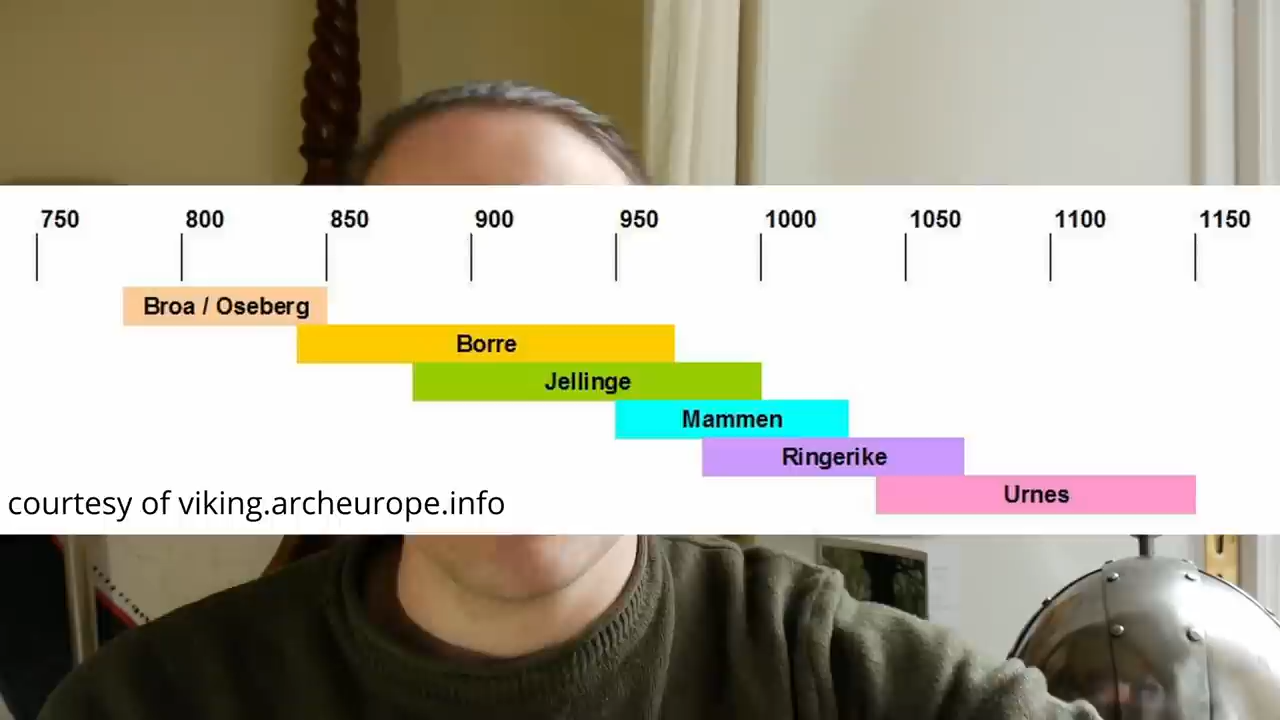 750 800 850 900 950 1000 1050 1100 1150
Broa / Oseberg
Borre
Jellinge
Mammen
Ringerike
Urnes
courtesy of viking.archeurope.info